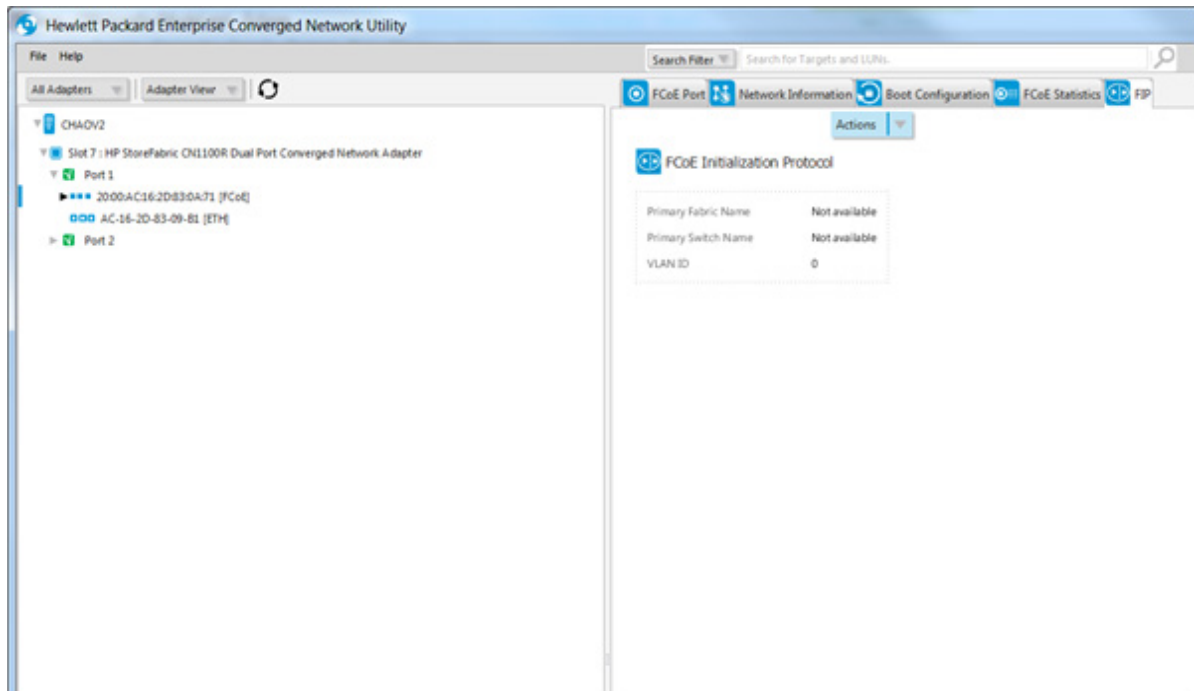 Hewlett Packard Enterprise Converged Network Utility
File Help
Search Filter Search for Targets and LUNs.
All Adapters Adapter View
FCoE Port Network Information Boot Configuration FCoE Statistics FIP
Actions
CHAOV2
Slot 7 : HP StoreFabric CN1100R Dual Port Converged Network Adapter
Port 1
20:00:AC:16:2D:83:0A:71 [FCoE]
AC-16-2D-83-09-B1 [ETH]
Port 2
FCoE Initialization Protocol
Primary Fabric Name Not available
Primary Switch Name Not available
VLAN ID 0